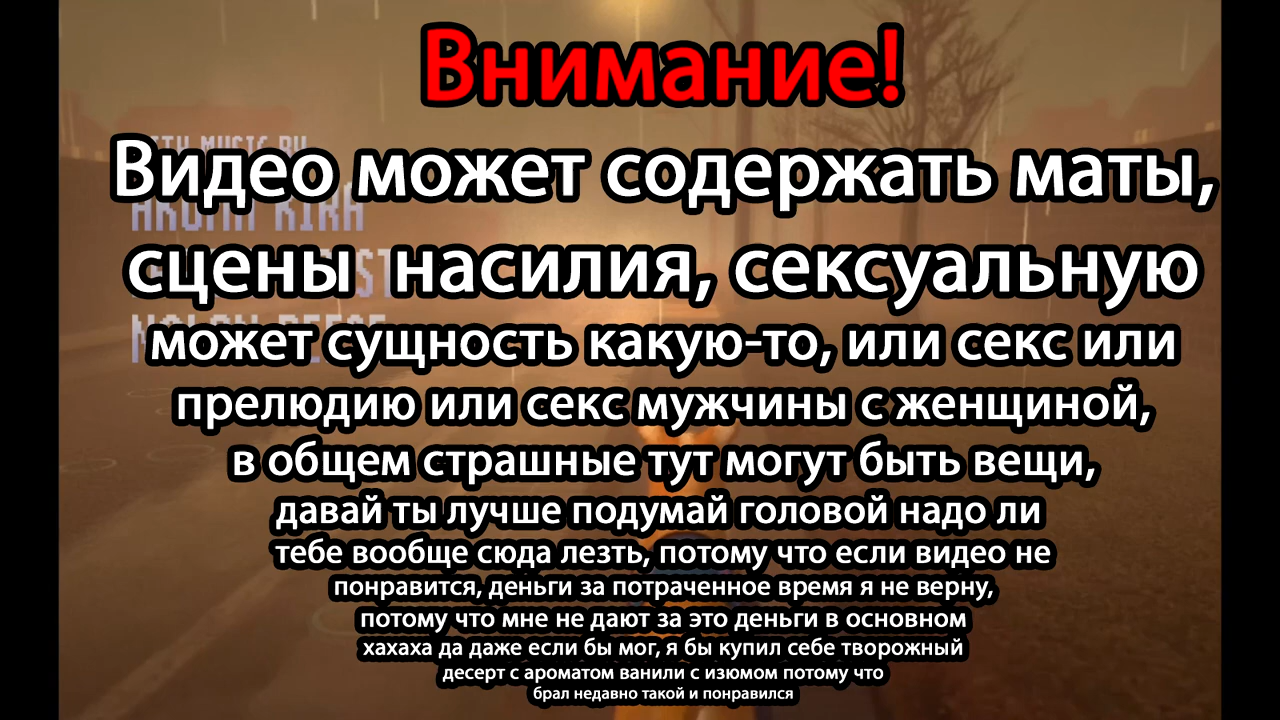 Внимание!
Видео может содержать маты,
сцены насилия, сексуальную
может сущность какую-то, или секс или
прелюдию или секс мужчины с женщиной,
в общем страшные тут могут быть вещи,
давай ты лучше подумай головой надо ли
тебе вообще сюда лезть, потому что если видео не
понравится, деньги за потраченное время я не верну,
потому что мне не дают за это деньги в основном
хахаха да даже если бы мог, я бы купил себе творожный
десерт с ароматом ванили с изюмом потому что
брал недавно такой и понравился
MUSIC BY